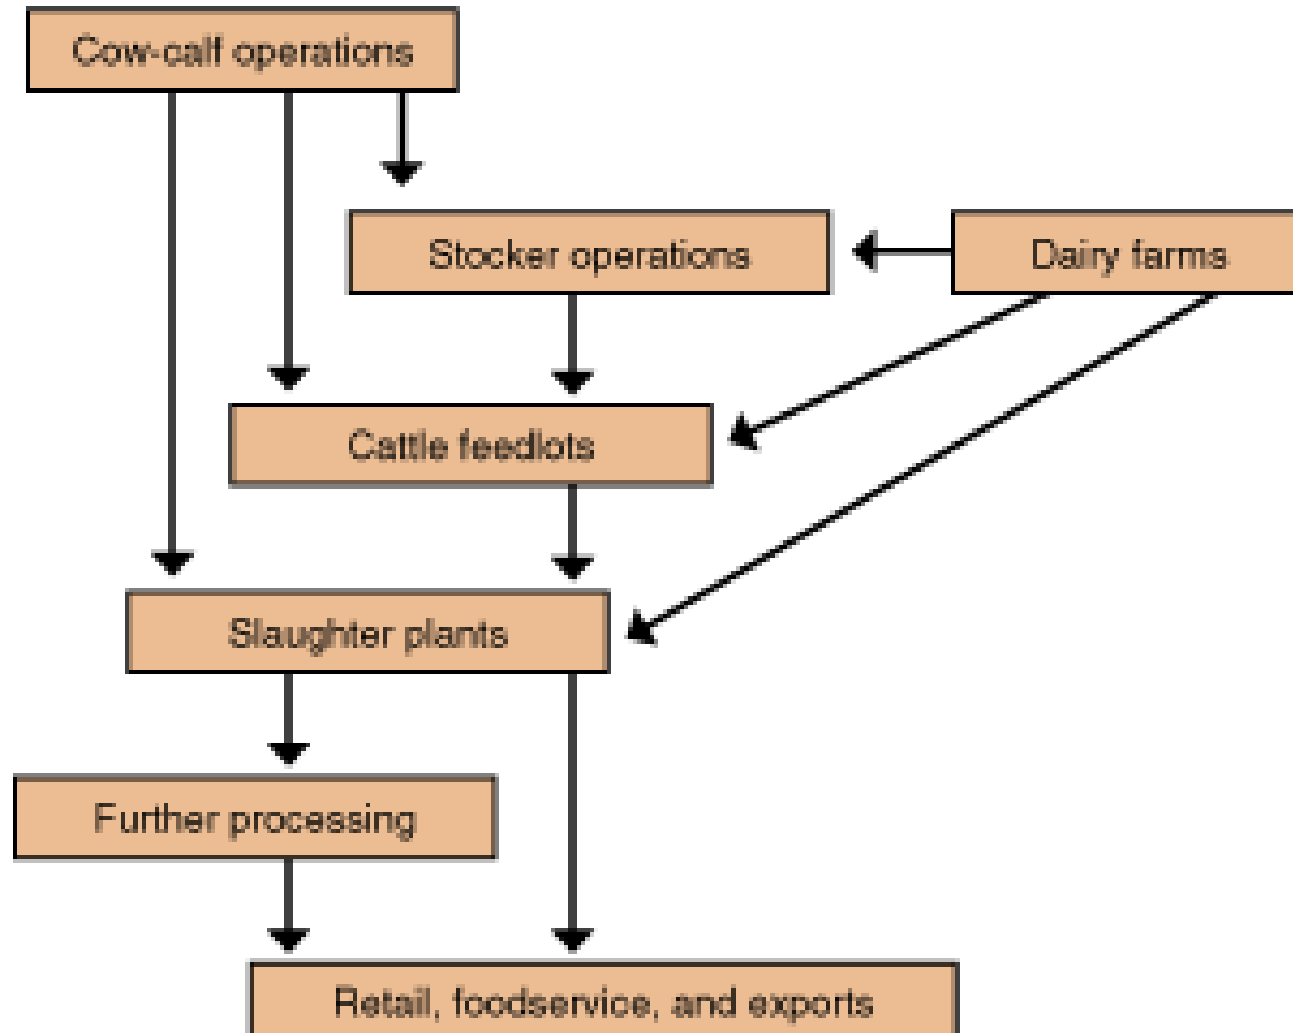 Cow-calf operations
Stocker operations
Dairy farms
Cattle feedlots
Slaughter plants
Further processing
Retail, foodservice, and exports